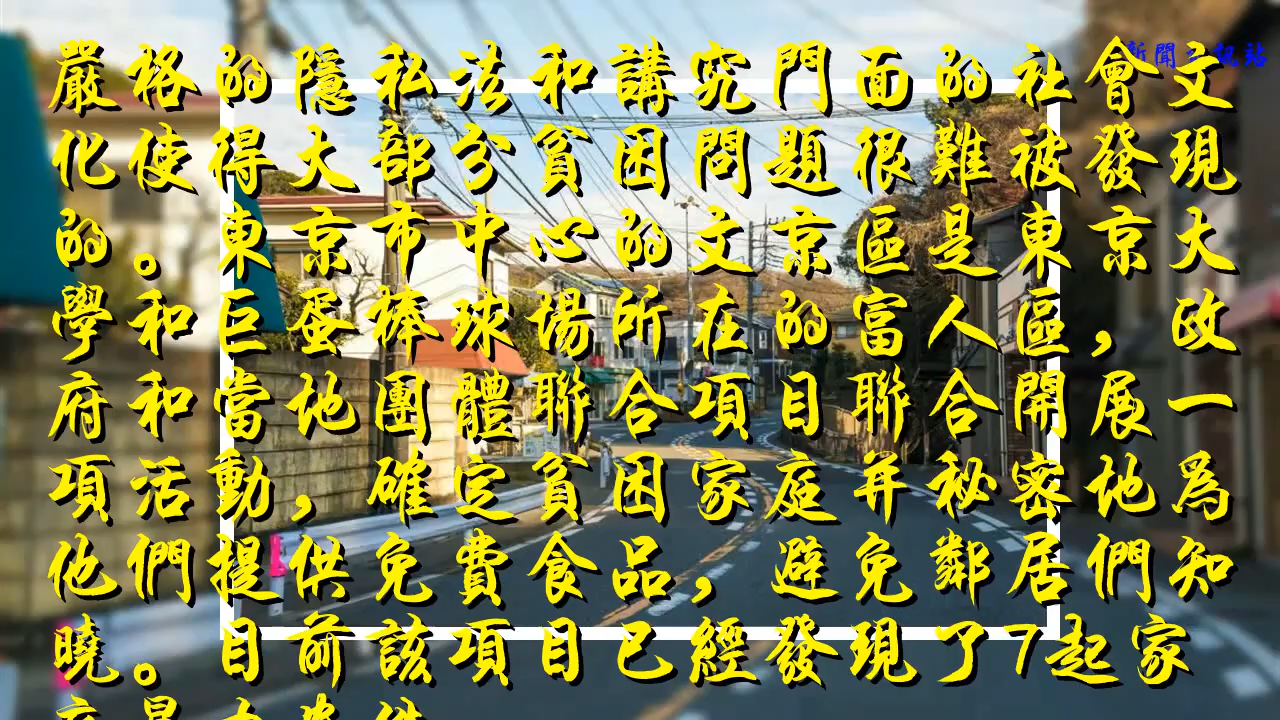 新聞
嚴格的隱私法和講究門面的社會文
化使得大部分貧困問題很難被發現
的。東京市中心的文京區是東京大
學和巨蛋棒球場所在的富人區，政
府和當地團體聯合項目聯合開展一
項活動，確定貧困家庭并秘密地為
他們提供免費食品，避免鄰居們知
曉。目前該項目已經發現了7起家